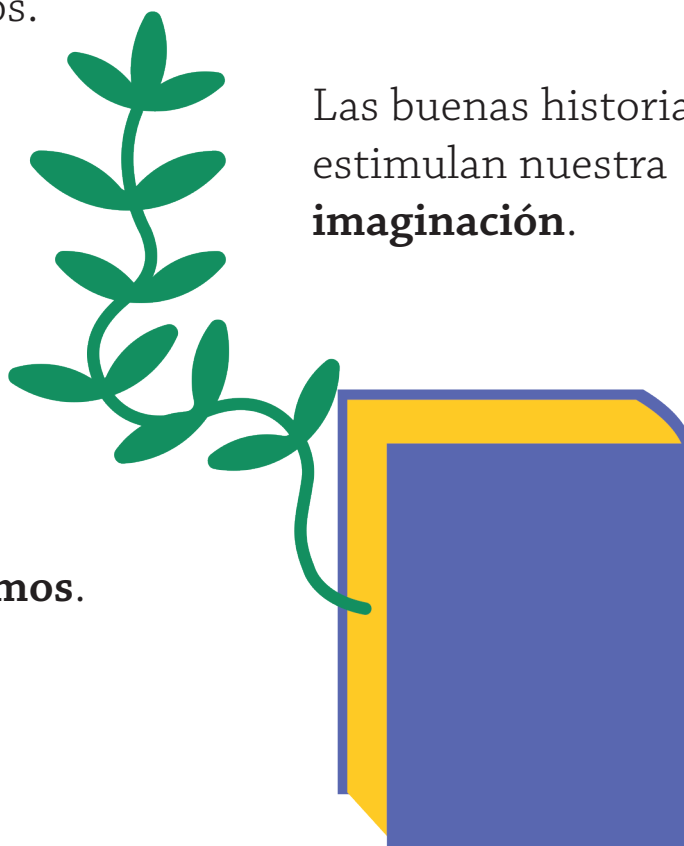 os.
Las buenas historia
estimulan nuestra
imaginación.
mos.